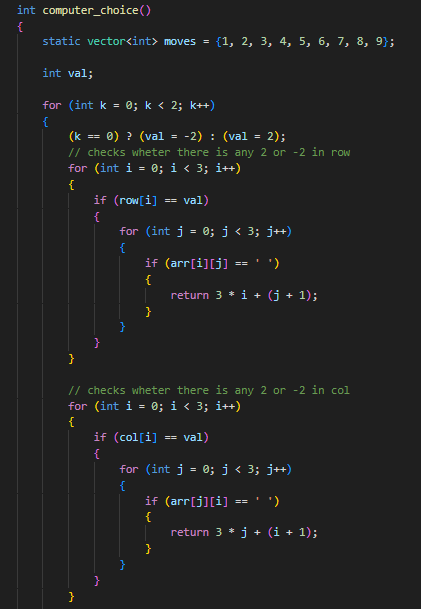 int computer_choice()
{
    static vector<int> moves = {1, 2, 3, 4, 5, 6, 7, 8, 9};

    int val;

    for (int k = 0; k < 2; k++)
    {
        (k == 0) ? (val = -2) : (val = 2);
        // checks wheter there is any 2 or -2 in row
        for (int i = 0; i < 3; i++)
        {
            if (row[i] == val)
            {
                for (int j = 0; j < 3; j++)
                {
                    if (arr[i][j] == ' ')
                    {
                        return 3 * i + (j + 1);
                    }
                }
            }
        }

        // checks wheter there is any 2 or -2 in col
        for (int i = 0; i < 3; i++)
        {
            if (col[i] == val)
            {
                for (int j = 0; j < 3; j++)
                {
                    if (arr[j][i] == ' ')
                    {
                        return 3 * j + (i + 1);
                    }
                }
            }
        }